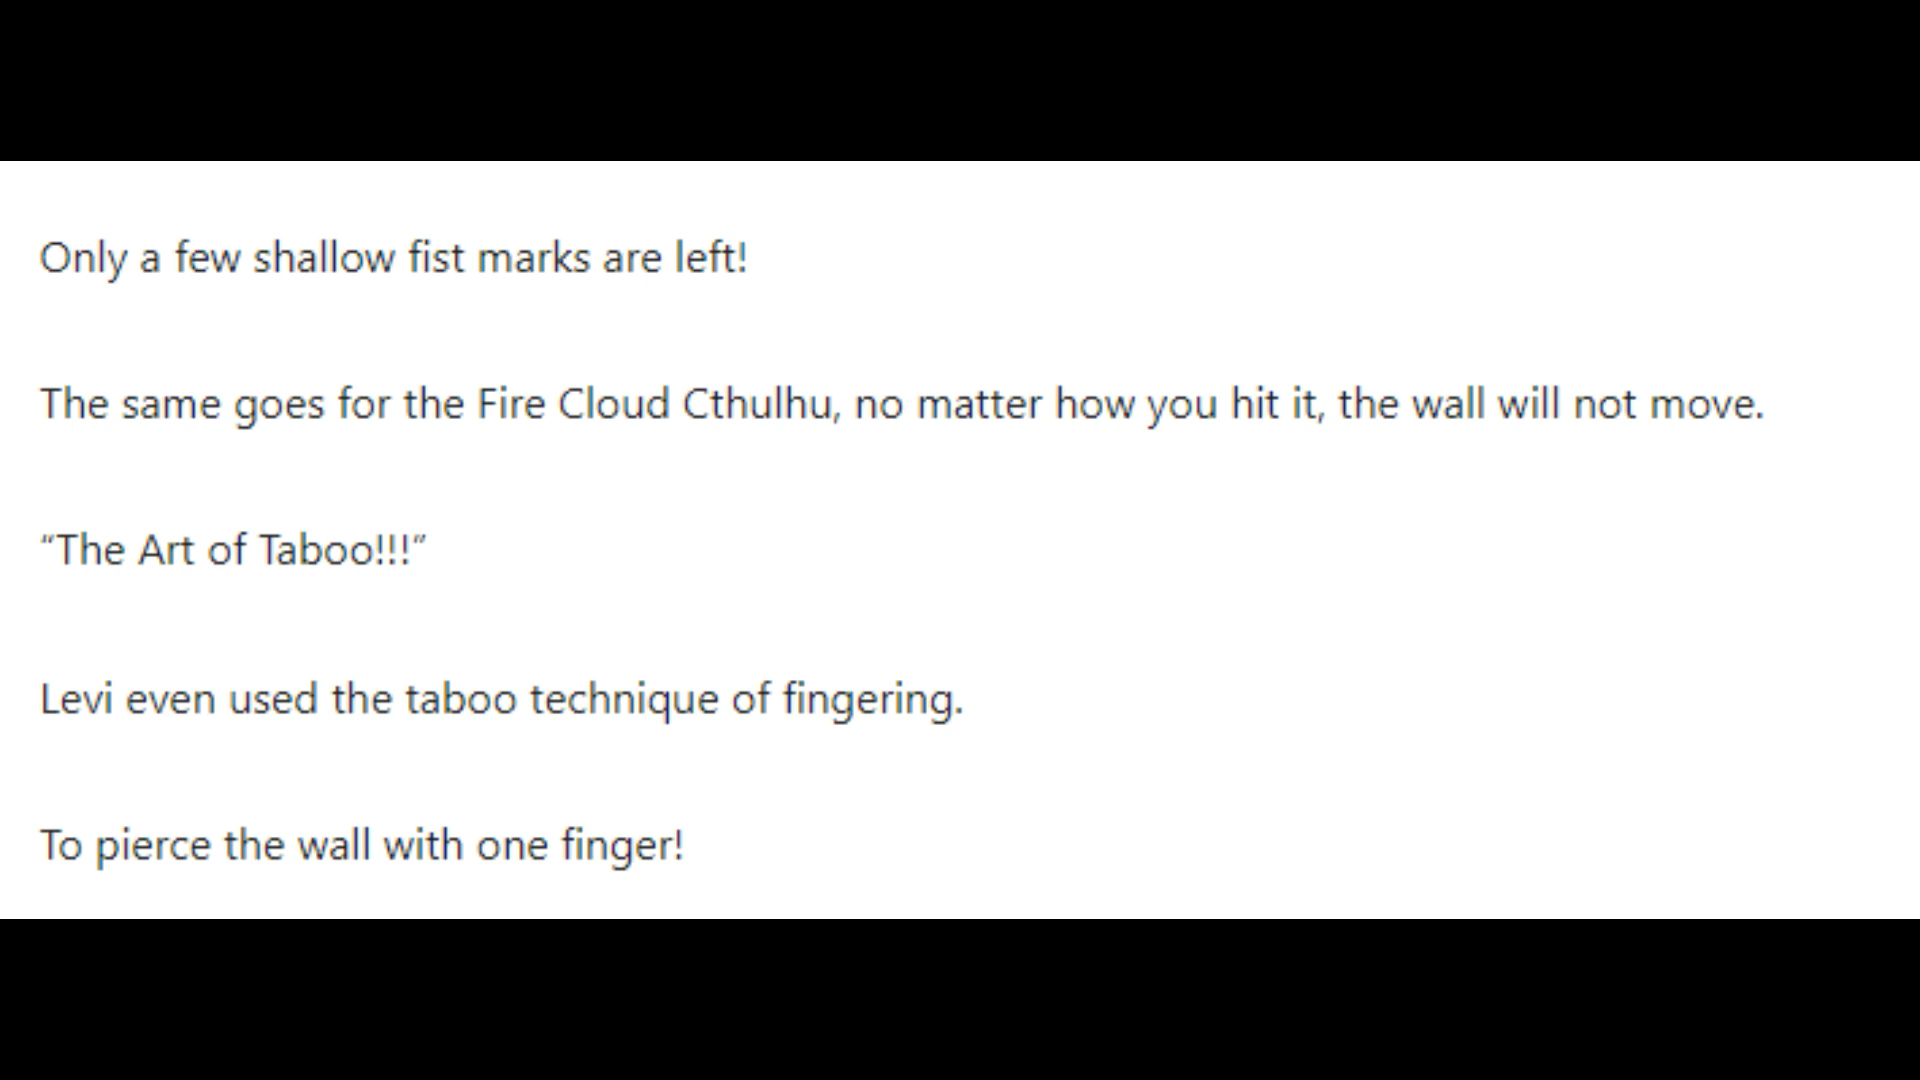 Only a few shallow fist marks are left!
The same goes for the Fire Cloud Cthulhu, no matter how you hit it, the wall will not move.
“The Art of Taboo!!!”
Levi even used the taboo technique of fingering.
To pierce the wall with one finger!